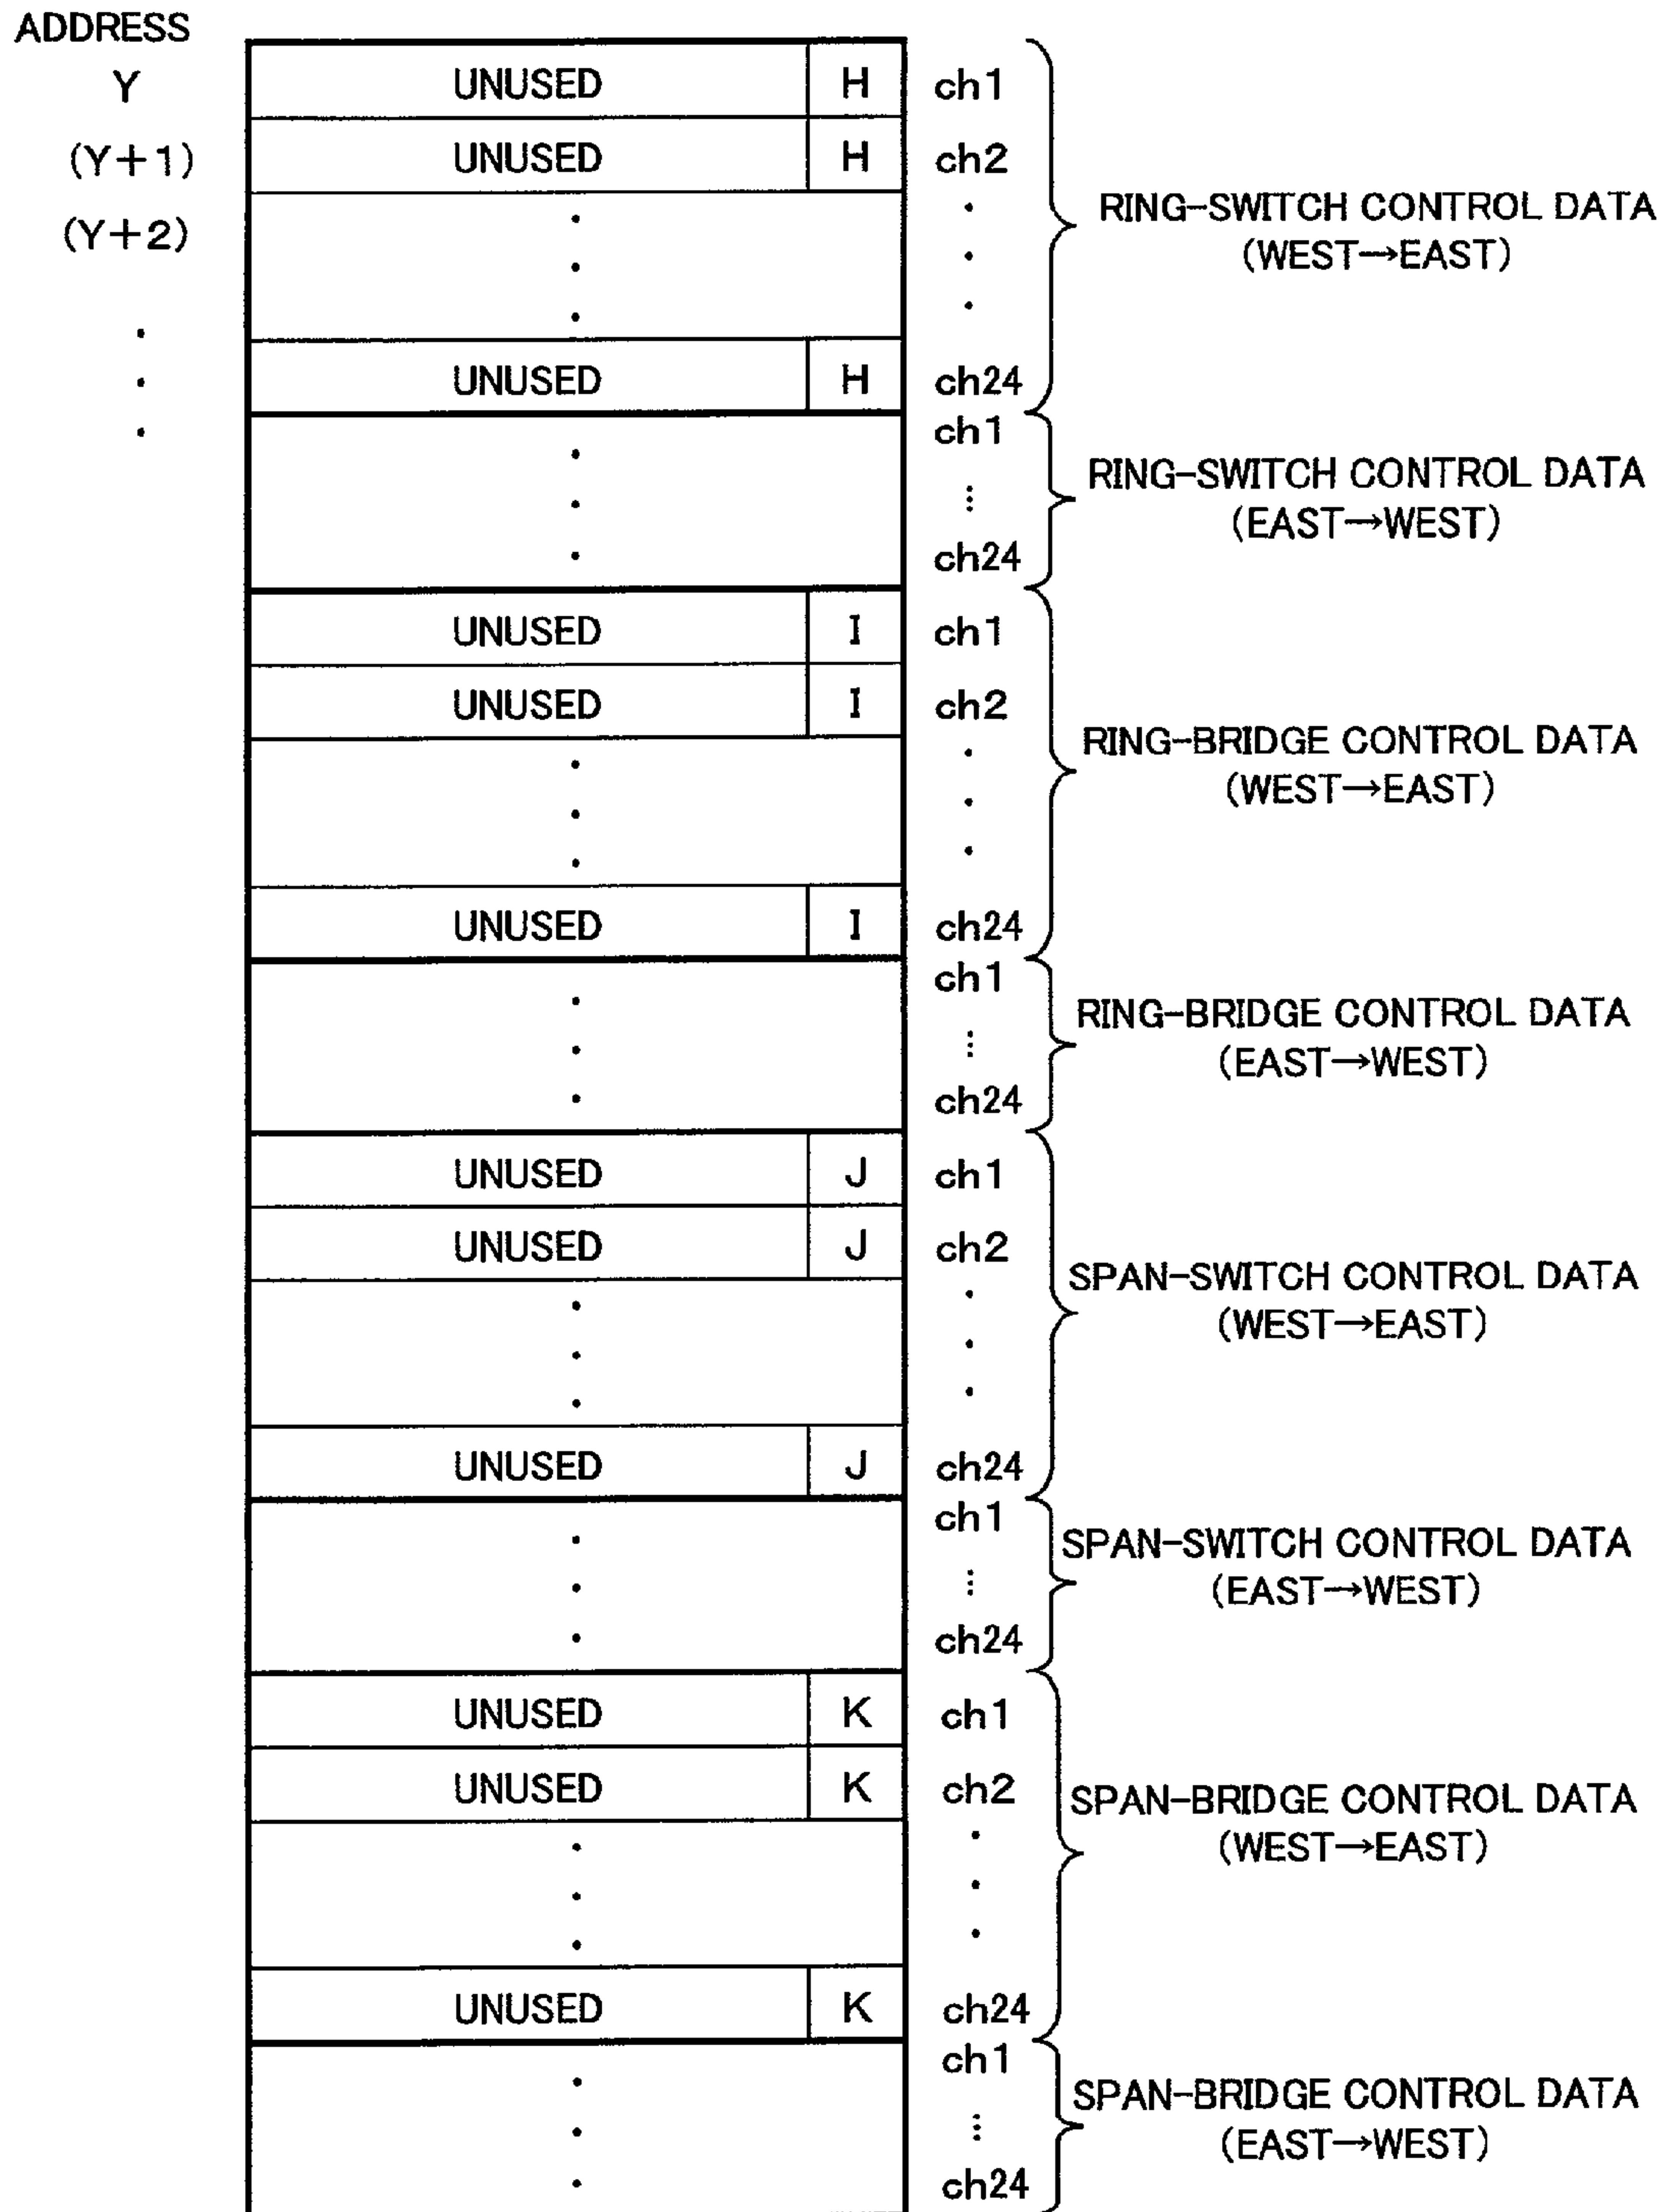 ADDRESS
Y UNUSED H ch1
(Y+1) UNUSED H ch2
(Y+2)
RING-SWITCH CONTROL DATA
(WEST→EAST)
UNUSED H ch24
ch1
RING-SWITCH CONTROL DATA
(EAST→WEST)
ch24
UNUSED I ch1
UNUSED I ch2
RING-BRIDGE CONTROL DATA
(WEST→EAST)
UNUSED I ch24
ch1
RING-BRIDGE CONTROL DATA
(EAST→WEST)
ch24
UNUSED J ch1
UNUSED J ch2
SPAN-SWITCH CONTROL DATA
(WEST→EAST)
UNUSED J ch24
ch1
SPAN-SWITCH CONTROL DATA
(EAST→WEST)
ch24
UNUSED K ch1
UNUSED K ch2
SPAN-BRIDGE CONTROL DATA
(WEST→EAST)
UNUSED K ch24
ch1
SPAN-BRIDGE CONTROL DATA
(EAST→WEST)
ch24